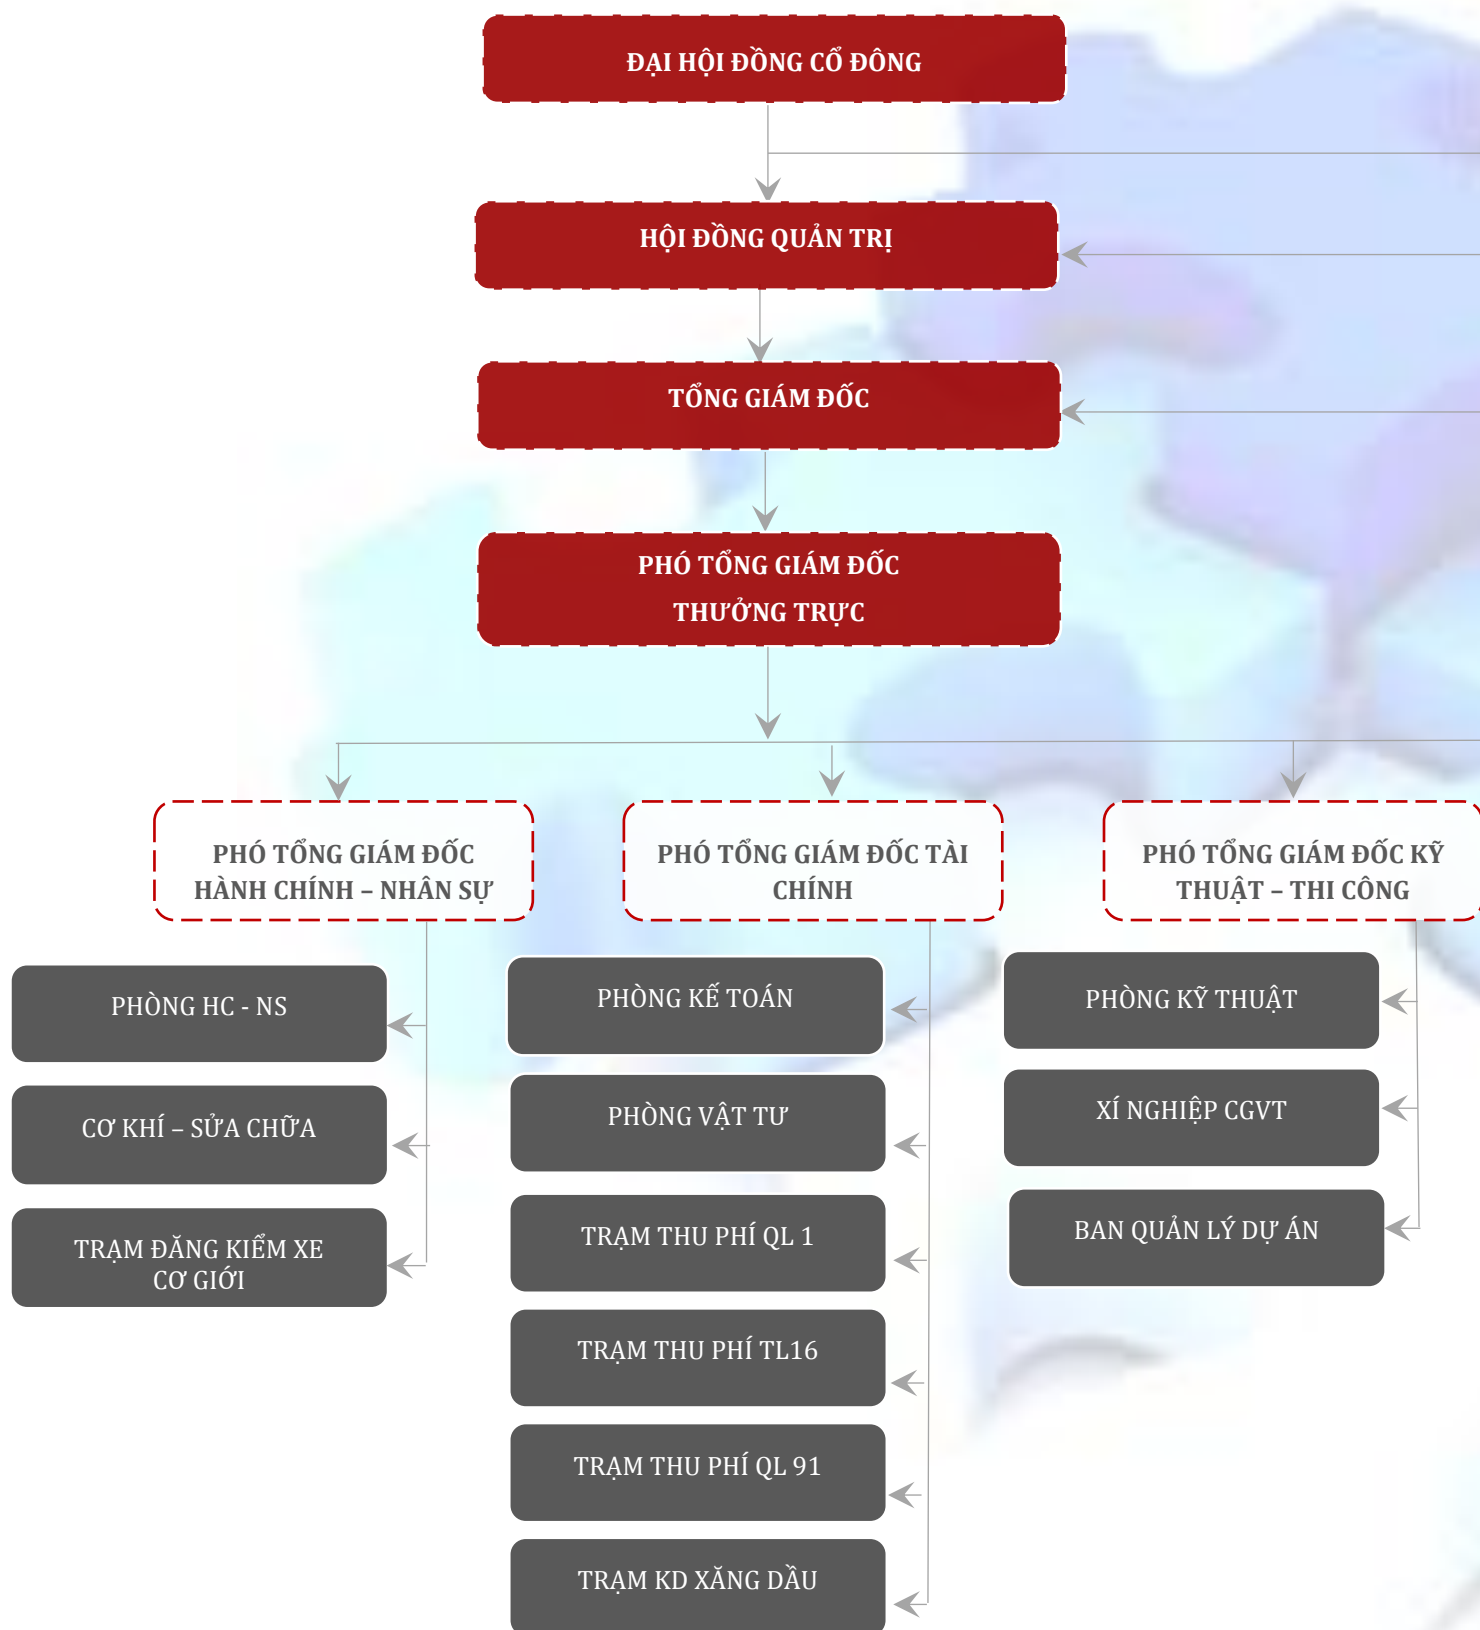 ĐẠI HỘI ĐỒNG CỔ ĐÔNG
HỘI ĐỒNG QUẢN TRỊ
TỔNG GIÁM ĐỐC
PHÓ TỔNG GIÁM ĐỐC
THƯỞNG TRỰC
PHÓ TỔNG GIÁM ĐỐC
HÀNH CHÍNH – NHÂN SỰ
PHÓ TỔNG GIÁM ĐỐC TÀI
CHÍNH
PHÓ TỔNG GIÁM ĐỐC KỸ
THUẬT – THI CÔNG
PHÒNG HC - NS
CƠ KHÍ – SỬA CHỮA
TRẠM ĐĂNG KIỂM XE
CƠ GIỚI
PHÒNG KẾ TOÁN
PHÒNG VẬT TƯ
TRẠM THU PHÍ QL 1
TRẠM THU PHÍ TL16
TRẠM THU PHÍ QL 91
TRẠM KD XĂNG DẦU
PHÒNG KỸ THUẬT
XÍ NGHIỆP CGVT
BAN QUẢN LÝ DỰ ÁN